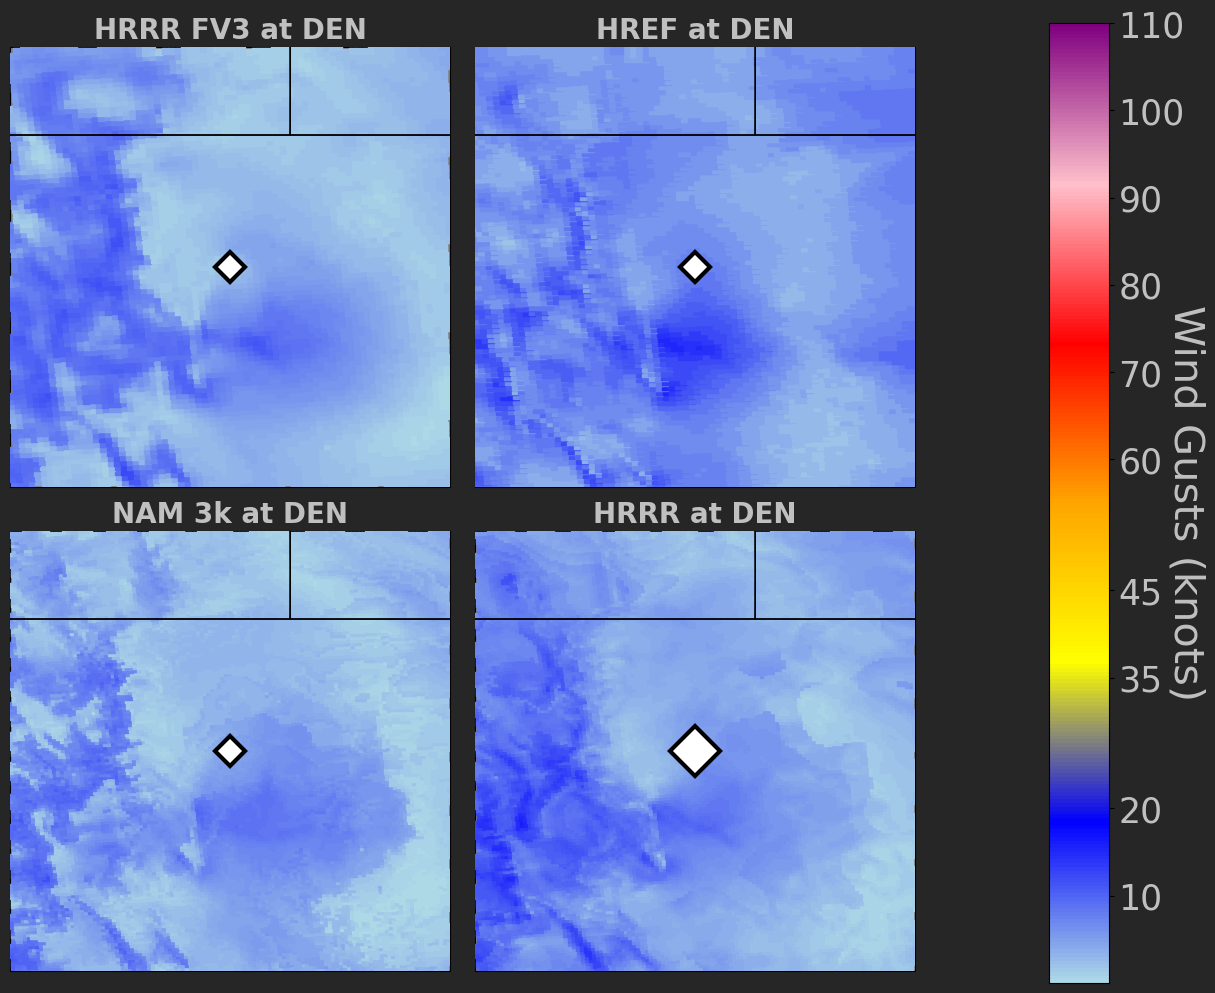 HRRR FV3 at DEN
HREF at DEN
NAM 3k at DEN
HRRR at DEN
110
100
90
80
70
60
45
35
20
10
Wind Gusts (knots)